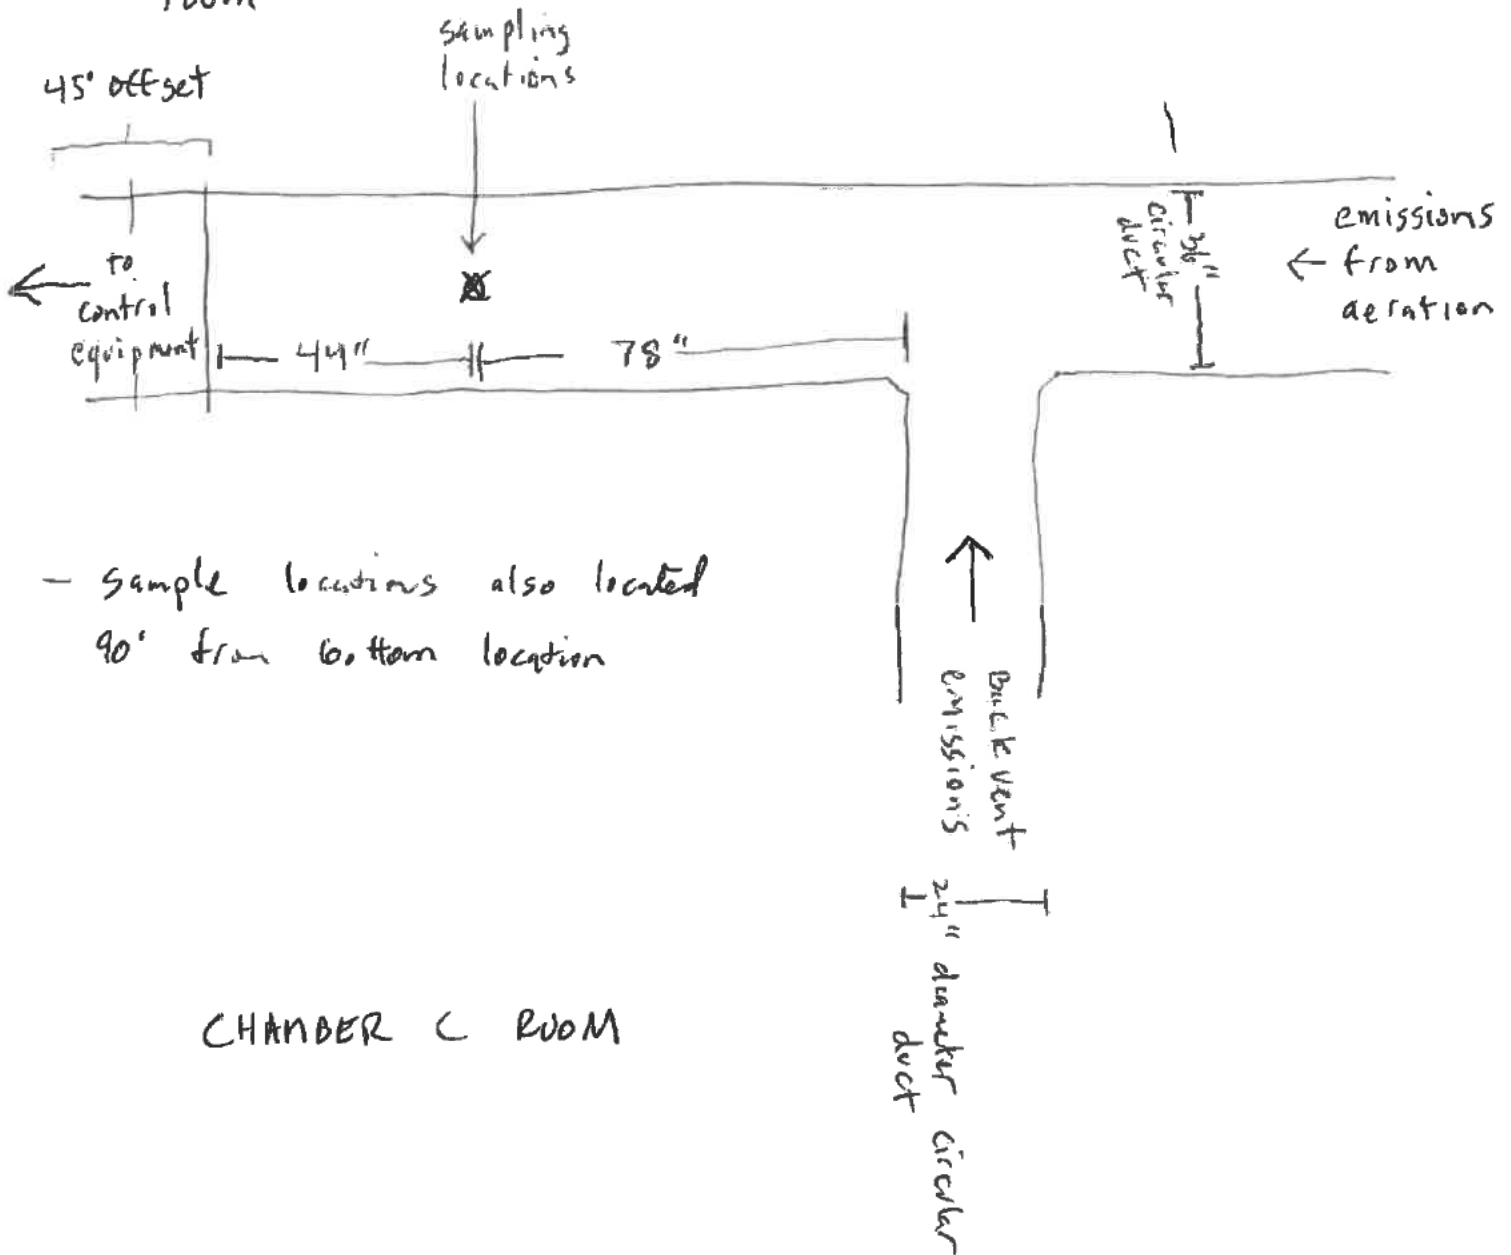 room
sampling
locations
45° offset
36"
circular
duct
emissions
← from
aeration
to
control
equipment
44"
78"
- sample locations also located
90° from bottom location
Back vent
emissions
24" diameter circular
duct
CHAMBER C ROOM